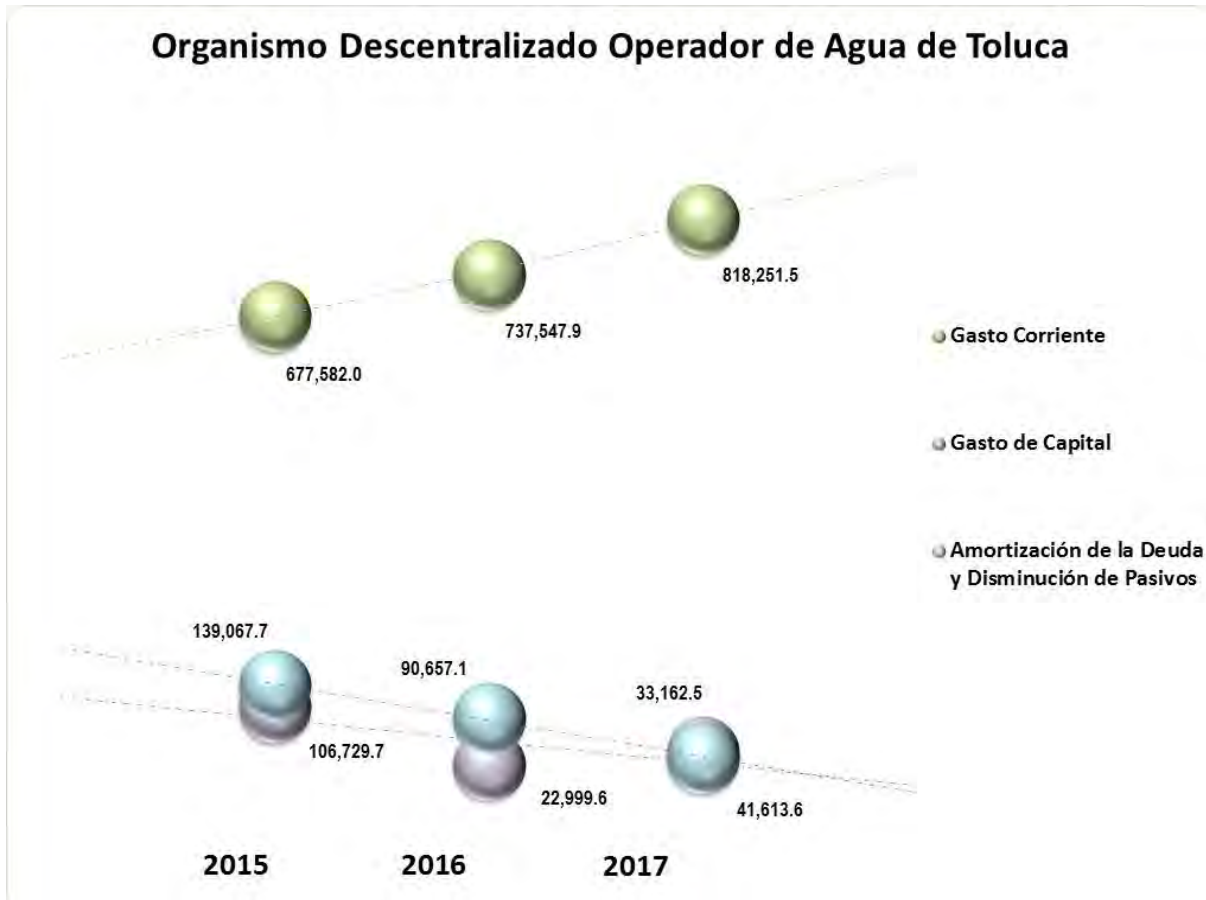 Organismo Descentralizado Operador de Agua de Toluca
818,251.5
737,547.9
677,582.0
Gasto Corriente
Gasto de Capital
Amortización de la Deuda
y Disminución de Pasivos
139,067.7
90,657.1
33,162.5
106,729.7
22,999.6
41,613.6
2015
2016
2017